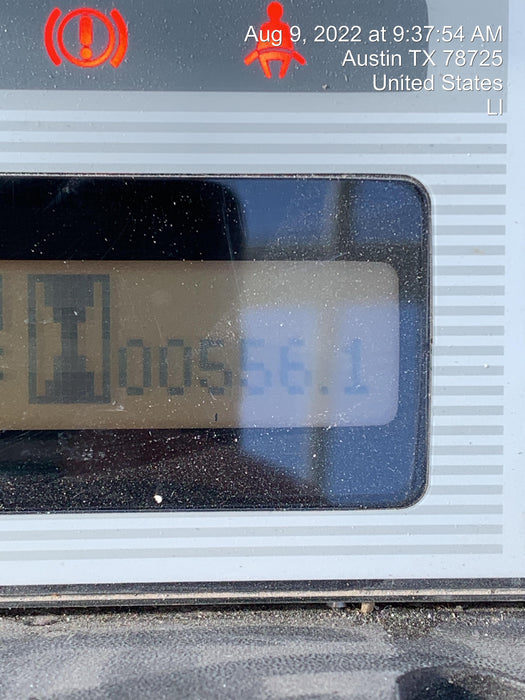 Aug 9, 2022 at 9:37:54 AM
Austin TX 78725
United States
LI
00556.1